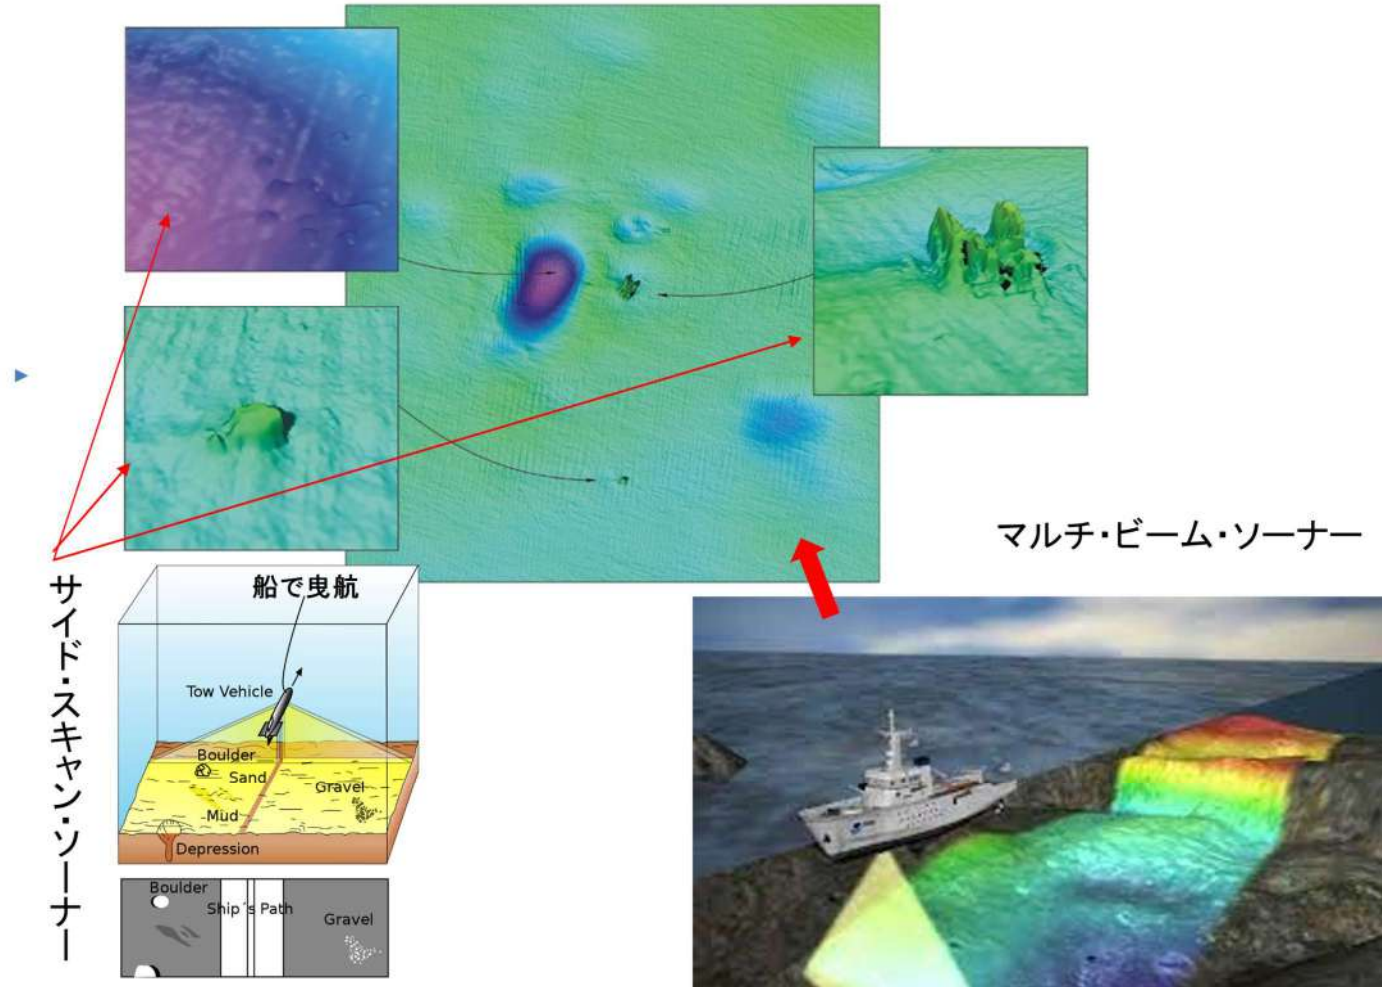 マルチ・ビーム・ソーナー
サイド・スキャン・ソーナー
船で曳航
Tow Vehicle
Boulder
Sand
Gravel
Mud
Depression
Boulder
Ship´s Path
Gravel